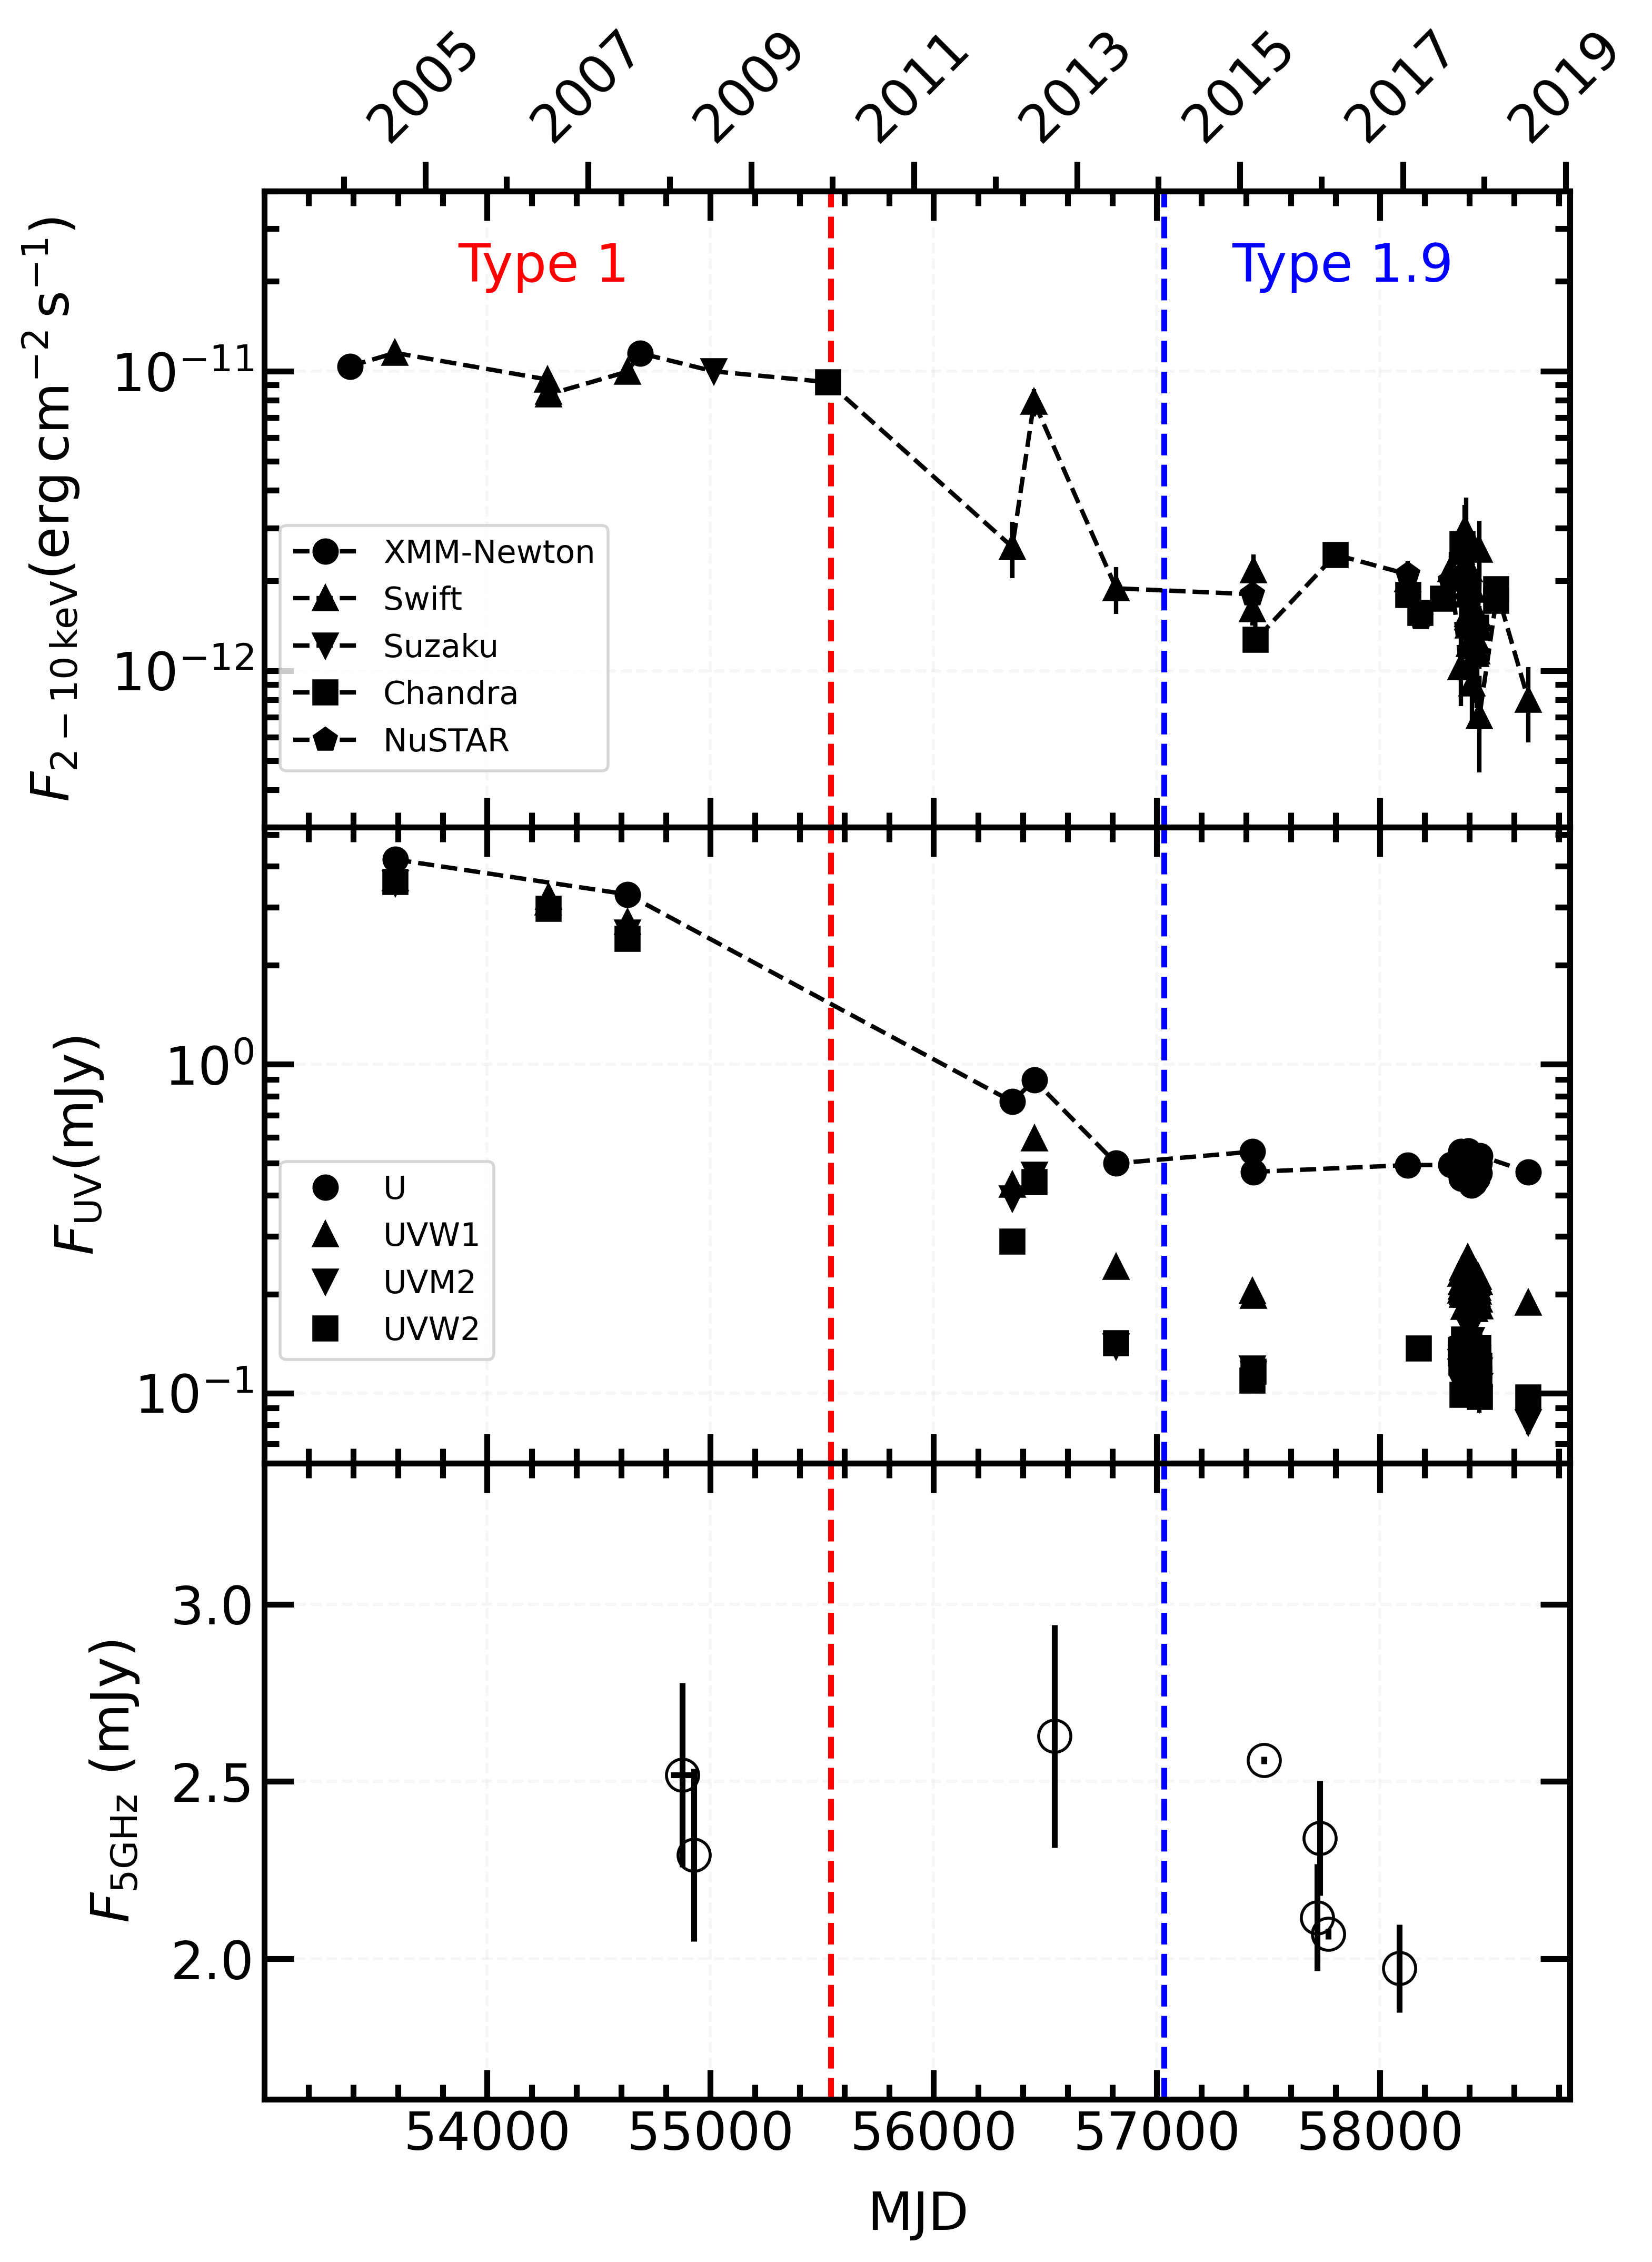 2005 2007 2009 2011 2013 2015 2017 2019
Type 1 Type 1.9
F2−10keV(erg cm−2 s−1)
10−11
10−12
XMM-Newton
Swift
Suzaku
Chandra
NuSTAR
FUV(mJy)
100
10−1
U
UVW1
UVM2
UVW2
F5GHz (mJy)
3.0
2.5
2.0
54000 55000 56000 57000 58000
MJD